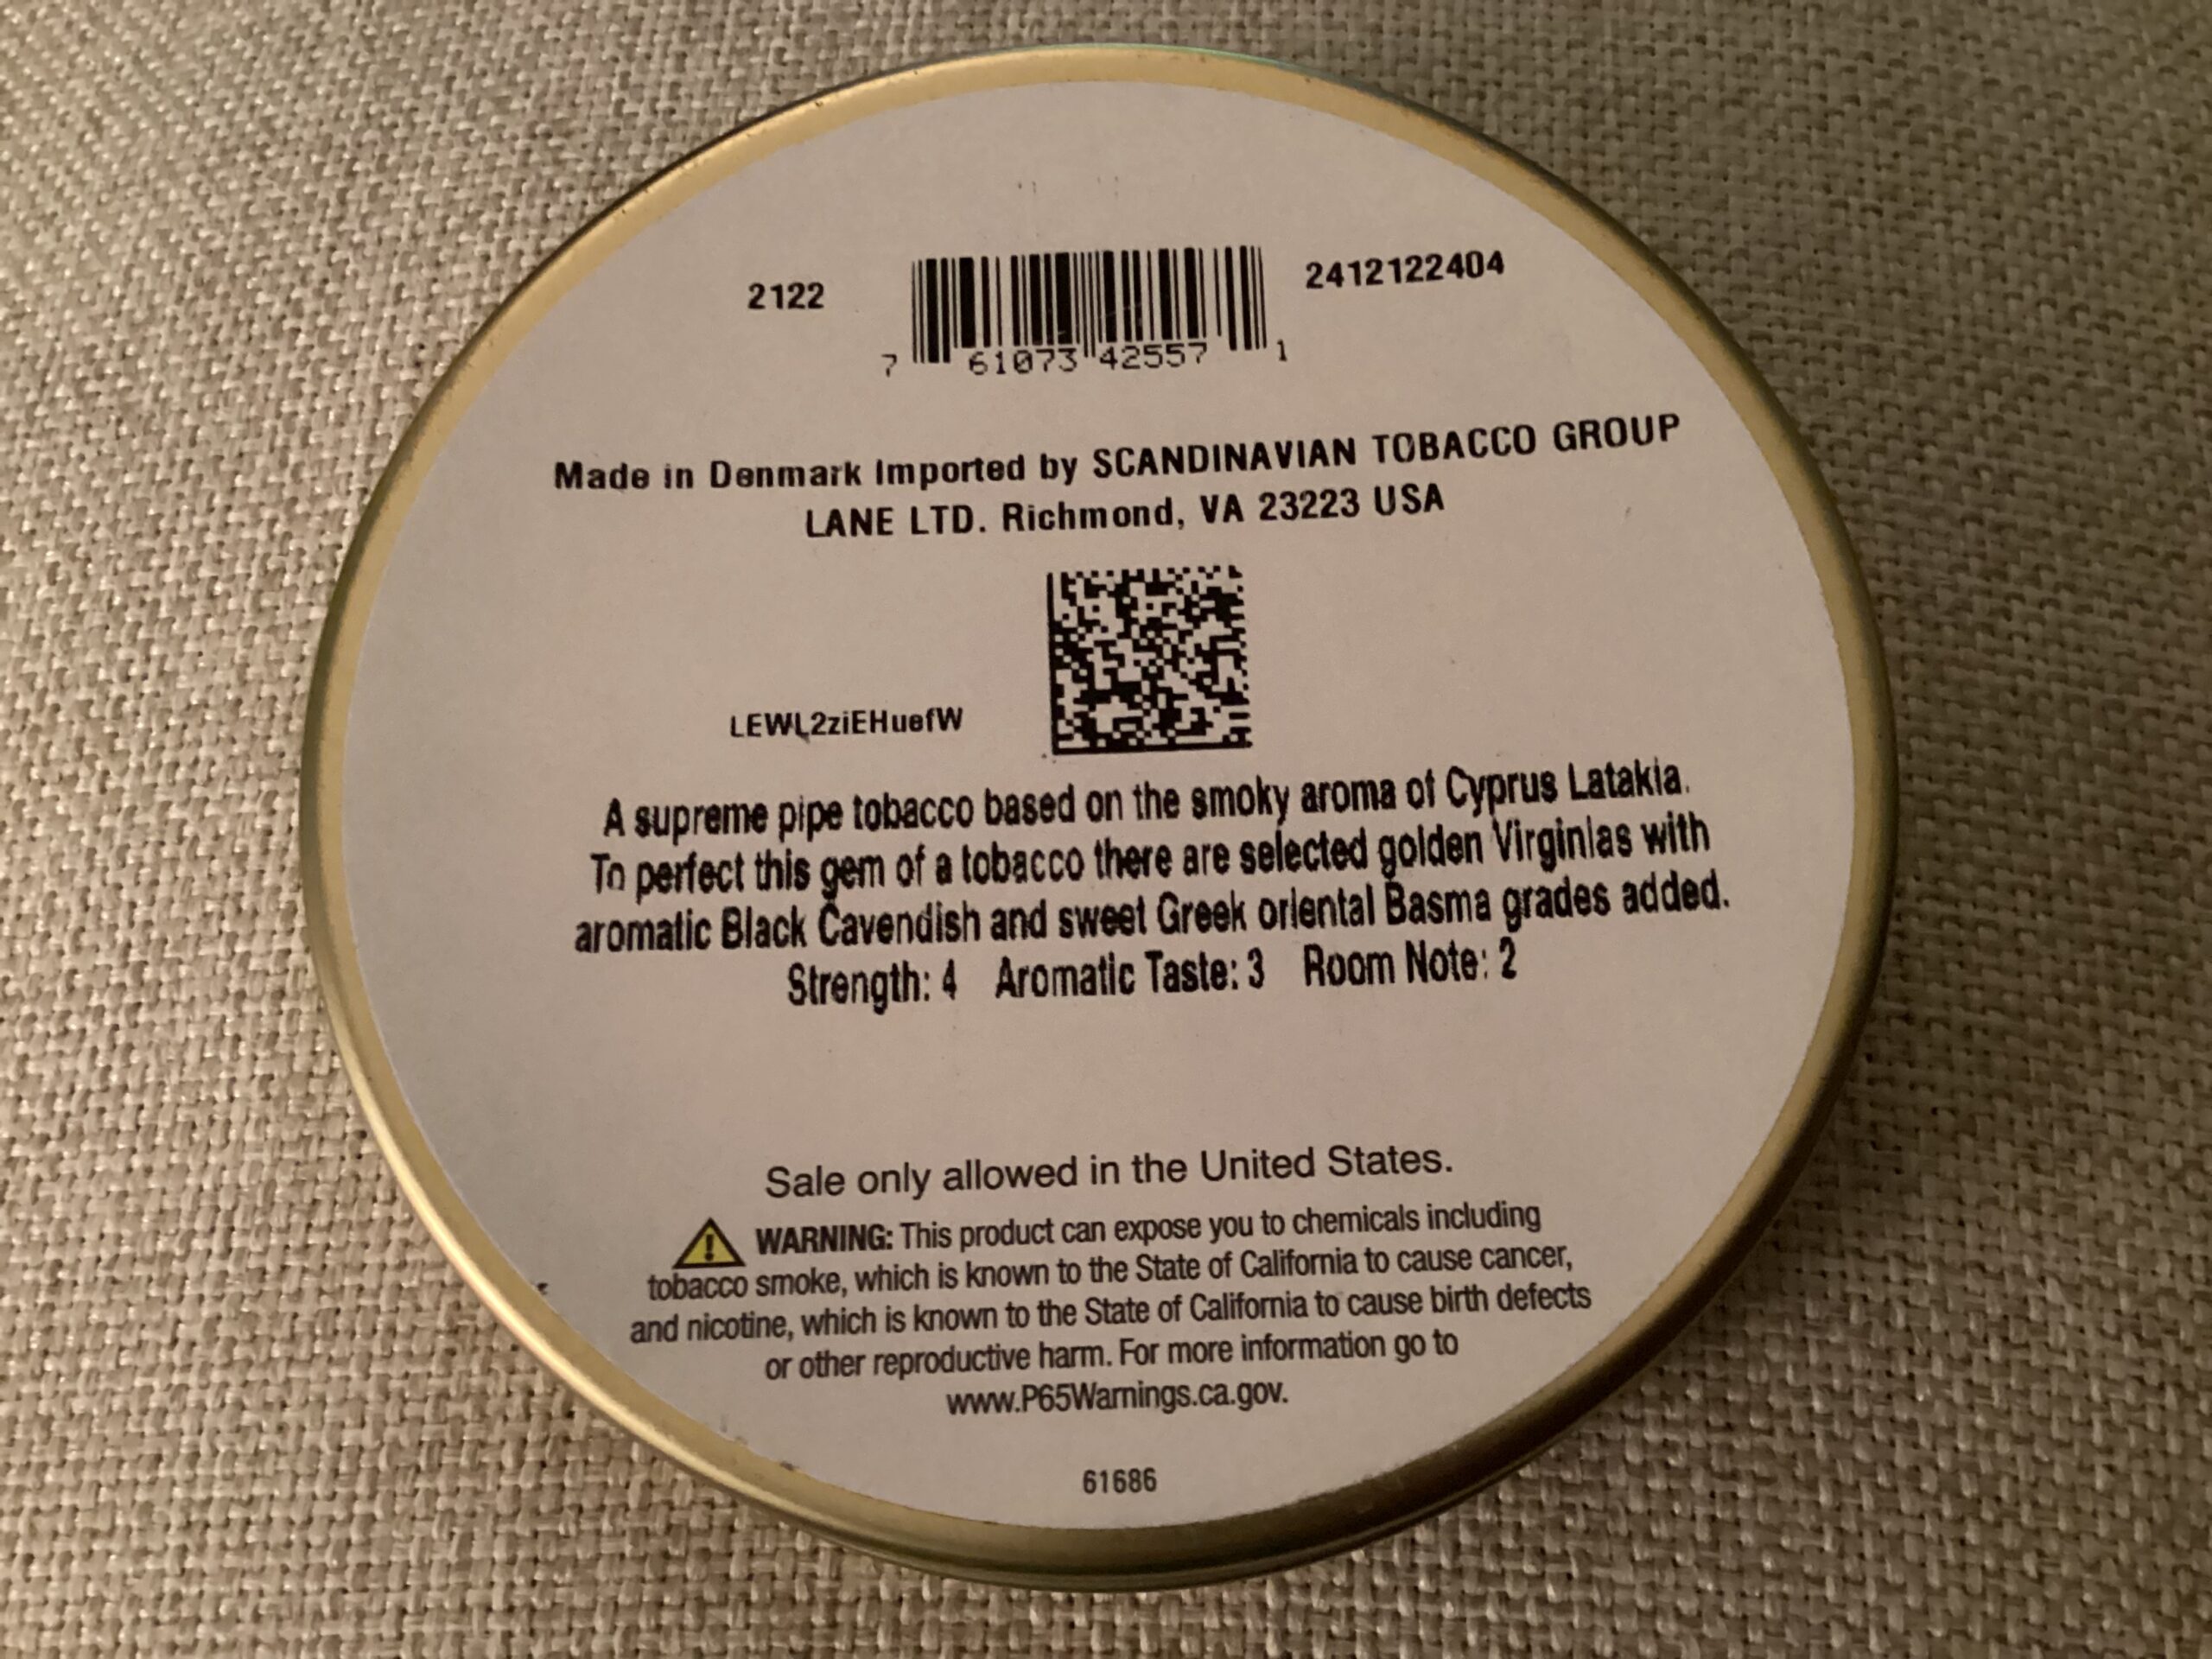 2122
2412122404
7 61073 42557 1
Made in Denmark Imported by SCANDINAVIAN TOBACCO GROUP
LANE LTD. Richmond, VA 23223 USA
LEWL2ziEHuefW
A supreme pipe tobacco based on the smoky aroma of Cyprus Latakia.
To perfect this gem of a tobacco there are selected golden Virginias with
aromatic Black Cavendish and sweet Greek oriental Basma grades added.
Strength: 4 Aromatic Taste: 3 Room Note: 2
Sale only allowed in the United States.
WARNING: This product can expose you to chemicals including
tobacco smoke, which is known to the State of California to cause cancer,
and nicotine, which is known to the State of California to cause birth defects
or other reproductive harm. For more information go to
www.P65Warnings.ca.gov.
61686